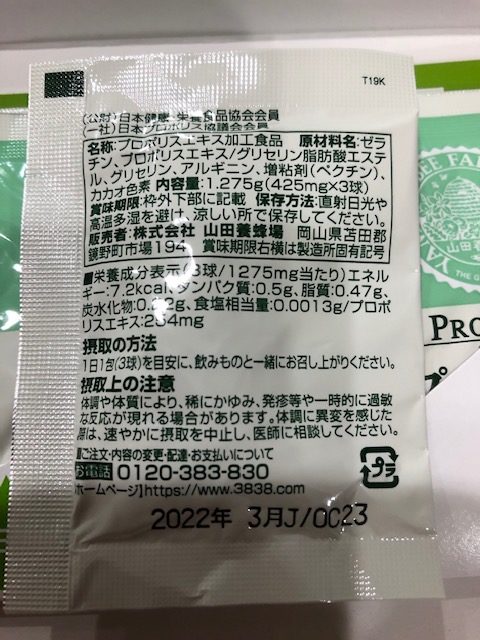 T19K
(公財)日本健康・栄養食品協会会員
(一社)日本プロポリス協議会会員
名称:プロポリスエキス加工食品 原材料名:ゼラ
チン、プロポリスエキス/グリセリン脂肪酸エステ
ル、グリセリン、アルギニン、増粘剤(ペクチン)、
カカオ色素 内容量:1.275g(425mg×3球)
賞味期限:枠外下部に記載 保存方法:直射日光や
高温多湿を避け、涼しい所で保存してください。
販売者:株式会社 山田養蜂場 岡山県苫田郡
鏡野町市場194 賞味期限右横は製造所固有記号
■栄養成分表示(3球/1275mg当たり)エネル
ギー:7.2kcal、タンパク質:0.5g、脂質:0.47g、
炭水化物:0.22g、食塩相当量:0.0013g/プロポ
リスエキス:234mg
摂取の方法
1日1包(3球)を目安に、飲みものと一緒にお召し上がりください。
摂取上の注意
体調や体質により、稀にかゆみ、発疹等や一時的に過敏
な反応が現れる場合があります。体調に異変を感じた
際は、速やかに摂取を中止し、医師に相談してください。
ご注文・内容の変更・配達・お支払いについて
お電話 0120-383-830
ホームページ]https://www.3838.com
プラ
2022年 3月J/OC23
BEE FA
山田養
THE G
PRO
プ